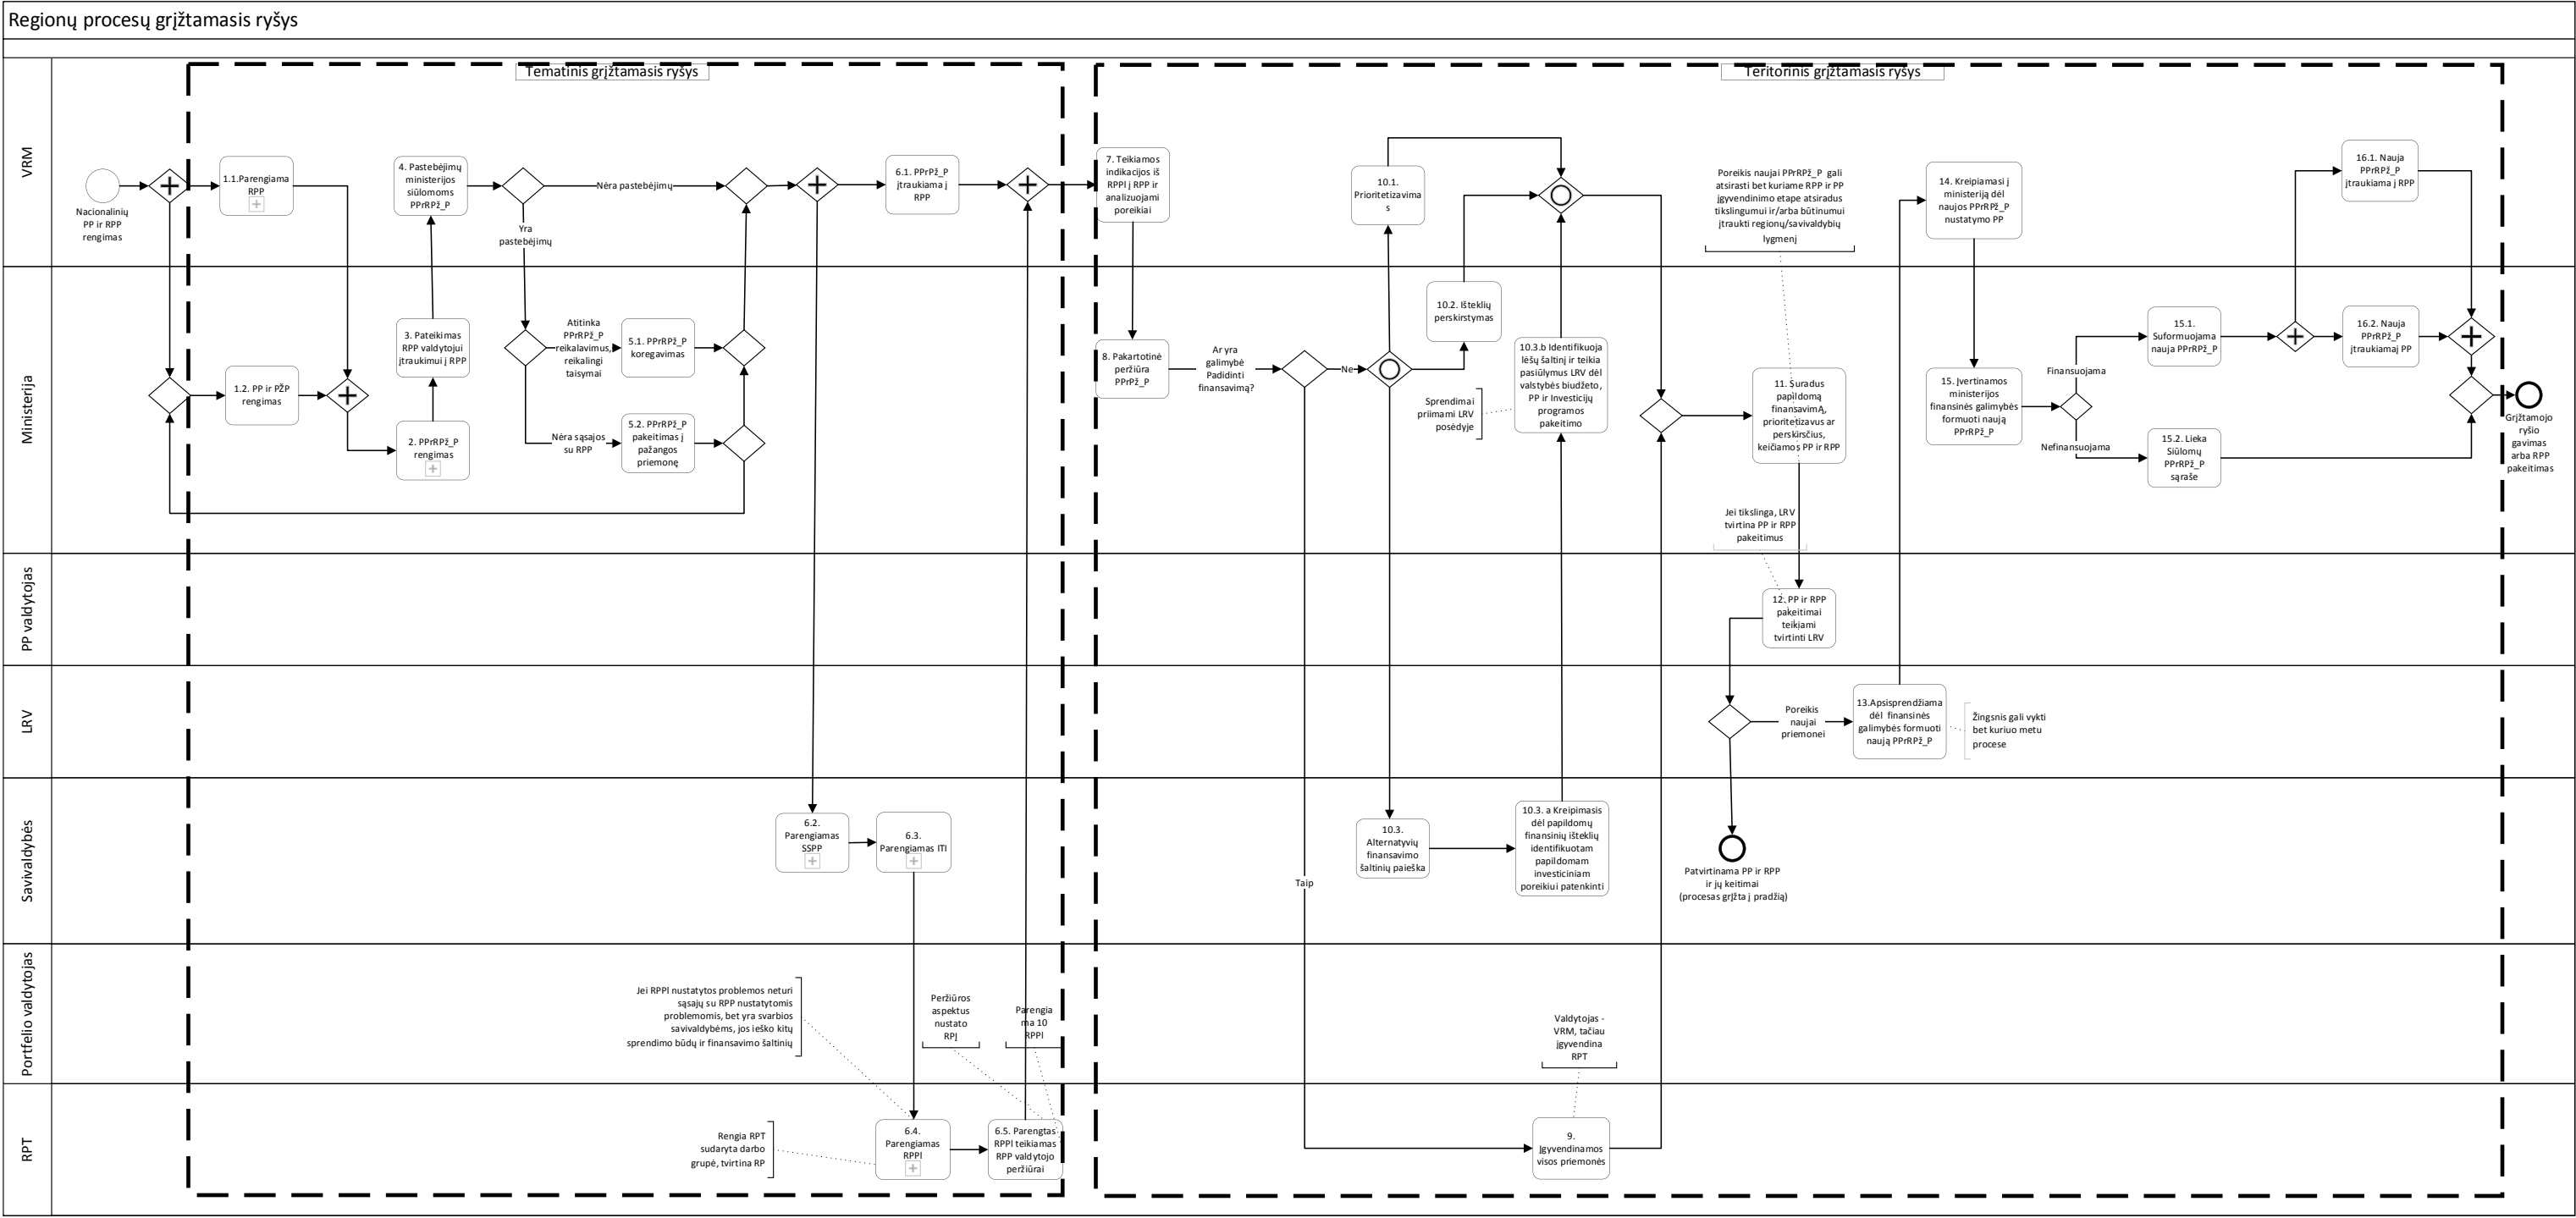 Regionų procesų grįžtamasis ryšys
Tematinis grįžtamasis ryšys
Teritorinis grįžtamasis ryšys
VRM
Nacionalinių
PP ir RPP
rengimas
1.1.Parengiama
RPP
4. Pastebėjimų
ministerijos
siūlomoms
PPrRPž_P
Nėra pastebėjimų
Yra
pastebėjimų
6.1. PPrPž_P
įtraukiama į
RPP
7. Teikiamos
indikacijos iš
RPPl į RPP ir
analizuojami
poreikiai
10.1.
Prioritetizavima
s
Poreikis naujai PPrRPž_P gali
atsirasti bet kuriame RPP ir PP
įgyvendinimo etape atsiradus
tikslingumui ir/arba būtinumui
įtraukti regionų/savivaldybių
lygmenį
14. Kreipiamasi į
ministeriją dėl
naujos PPrRPž_P
nustatymo PP
16.1. Nauja
PPrRPž_P
įtraukiama į RPP
Ministerija
1.2. PP ir PŽP
rengimas
3. Pateikimas
RPP valdytojui
įtraukimui į RPP
2. PPrRPž_P
rengimas
Atitinka
PPrRPž_P
reikalavimus,
reikalingi
taisymai
5.1. PPrRPž_P
koregavimas
Nėra sąsajos
su RPP
5.2. PPrRPž_P
pakeitimas į
pažangos
priemonę
8. Pakartotinė
peržiūra
PPrPž_P
Ar yra
galimybė
Padidinti
finansavimą?
Ne
10.2. Išteklių
perskirstymas
Sprendimai
priimami LRV
posėdyje
10.3.b Identifikuoja
lėšų šaltinį ir teikia
pasiūlymus LRV dėl
valstybės biudžeto,
PP ir Investicijų
programos
pakeitimo
11. Suradus
papildomą
finansavimĄ,
prioritetizavus ar
perskirsčius,
keičiamos PP ir RPP
Jei tikslinga, LRV
tvirtina PP ir RPP
pakeitimus
15. Įvertinamos
ministerijos
finansinės galimybės
formuoti naują
PPrRPž_P
Finansuojama
Nefinansuojama
15.1.
Suformuojama
nauja PPrRPž_P
15.2. Lieka
Siūlomų
PPrRPž_P
sąraše
16.2. Nauja
PPrRPž_P
įtraukiamaį PP
Grįžtamojo
ryšio
gavimas
arba RPP
pakeitimas
PP valdytojas
12. PP ir RPP
pakeitimai
teikiami
tvirtinti LRV
LRV
Poreikis
naujai
priemonei
13.Apsisprendžiama
dėl finansinės
galimybės formuoti
naują PPrRPž_P
Žingsnis gali vykti
bet kuriuo metu
procese
Savivaldybės
6.2.
Parengiamas
SSPP
6.3.
Parengiamas ITI
Taip
10.3.
Alternatyvių
finansavimo
šaltinių paieška
10.3. a Kreipimasis
dėl papildomų
finansinių išteklių
identifikuotam
papildomam
investiciniam
poreikiui patenkinti
Patvirtinama PP ir RPP
ir jų keitimai
(procesas grįžta į pradžią)
Portfelio valdytojas
Jei RPPl nustatytos problemos neturi
sąsajų su RPP nustatytomis
problemomis, bet yra svarbios
savivaldybėms, jos ieško kitų
sprendimo būdų ir finansavimo šaltinių
Peržiūros
aspektus
nustato
RPĮ
Parengia
ma 10
RPPl
Valdytojas -
VRM, tačiau
įgyvendina
RPT
RPT
Rengia RPT
sudaryta darbo
grupė, tvirtina RP
6.4.
Parengiamas
RPPl
6.5. Parengtas
RPPl teikiamas
RPP valdytojo
peržiūrai
9.
Įgyvendinamos
visos priemonės